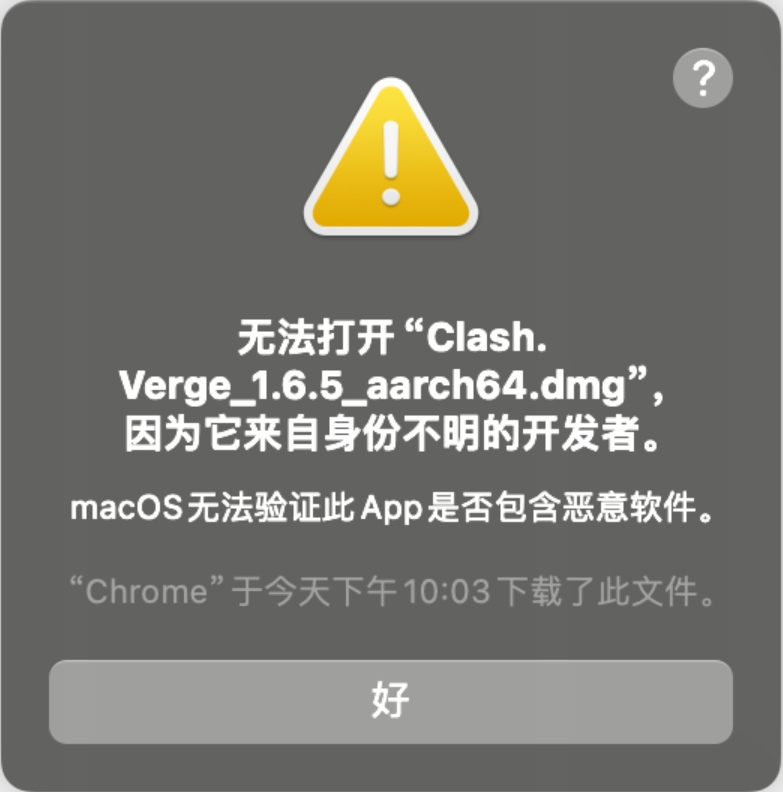 ?
无法打开“Clash.
Verge_1.6.5_aarch64.dmg”，
因为它来自身份不明的开发者。
macOS无法验证此App是否包含恶意软件。
“Chrome”于今天下午10:03下载了此文件。
好